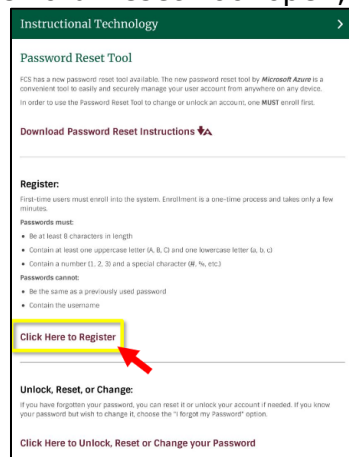 Instructional Technology
Password Reset Tool
FCS has a new password reset tool available. The new password reset tool by Microsoft Azure is a
convenient tool to easily and securely manage your user account from anywhere on any device.
In order to use the Password Reset Tool to change or unlock an account, one MUST enroll first.
Download Password Reset Instructions
Register:
First-time users must enroll into the system. Enrollment is a one-time process and takes only a few
minutes.
Passwords must:
• Be at least 8 characters in length
• Contain at least one uppercase letter (A, B, C) and one lowercase letter (a, b, c)
• Contain a number (1, 2, 3) and a special character (#, %, etc.)
Passwords cannot:
• Be the same as a previously used password
• Contain the username
Click Here to Register
Unlock, Reset, or Change:
If you have forgotten your password, you can reset it or unlock your account if needed. If you know
your password but wish to change it, choose the "I forgot my Password" option.
Click Here to Unlock, Reset or Change your Password